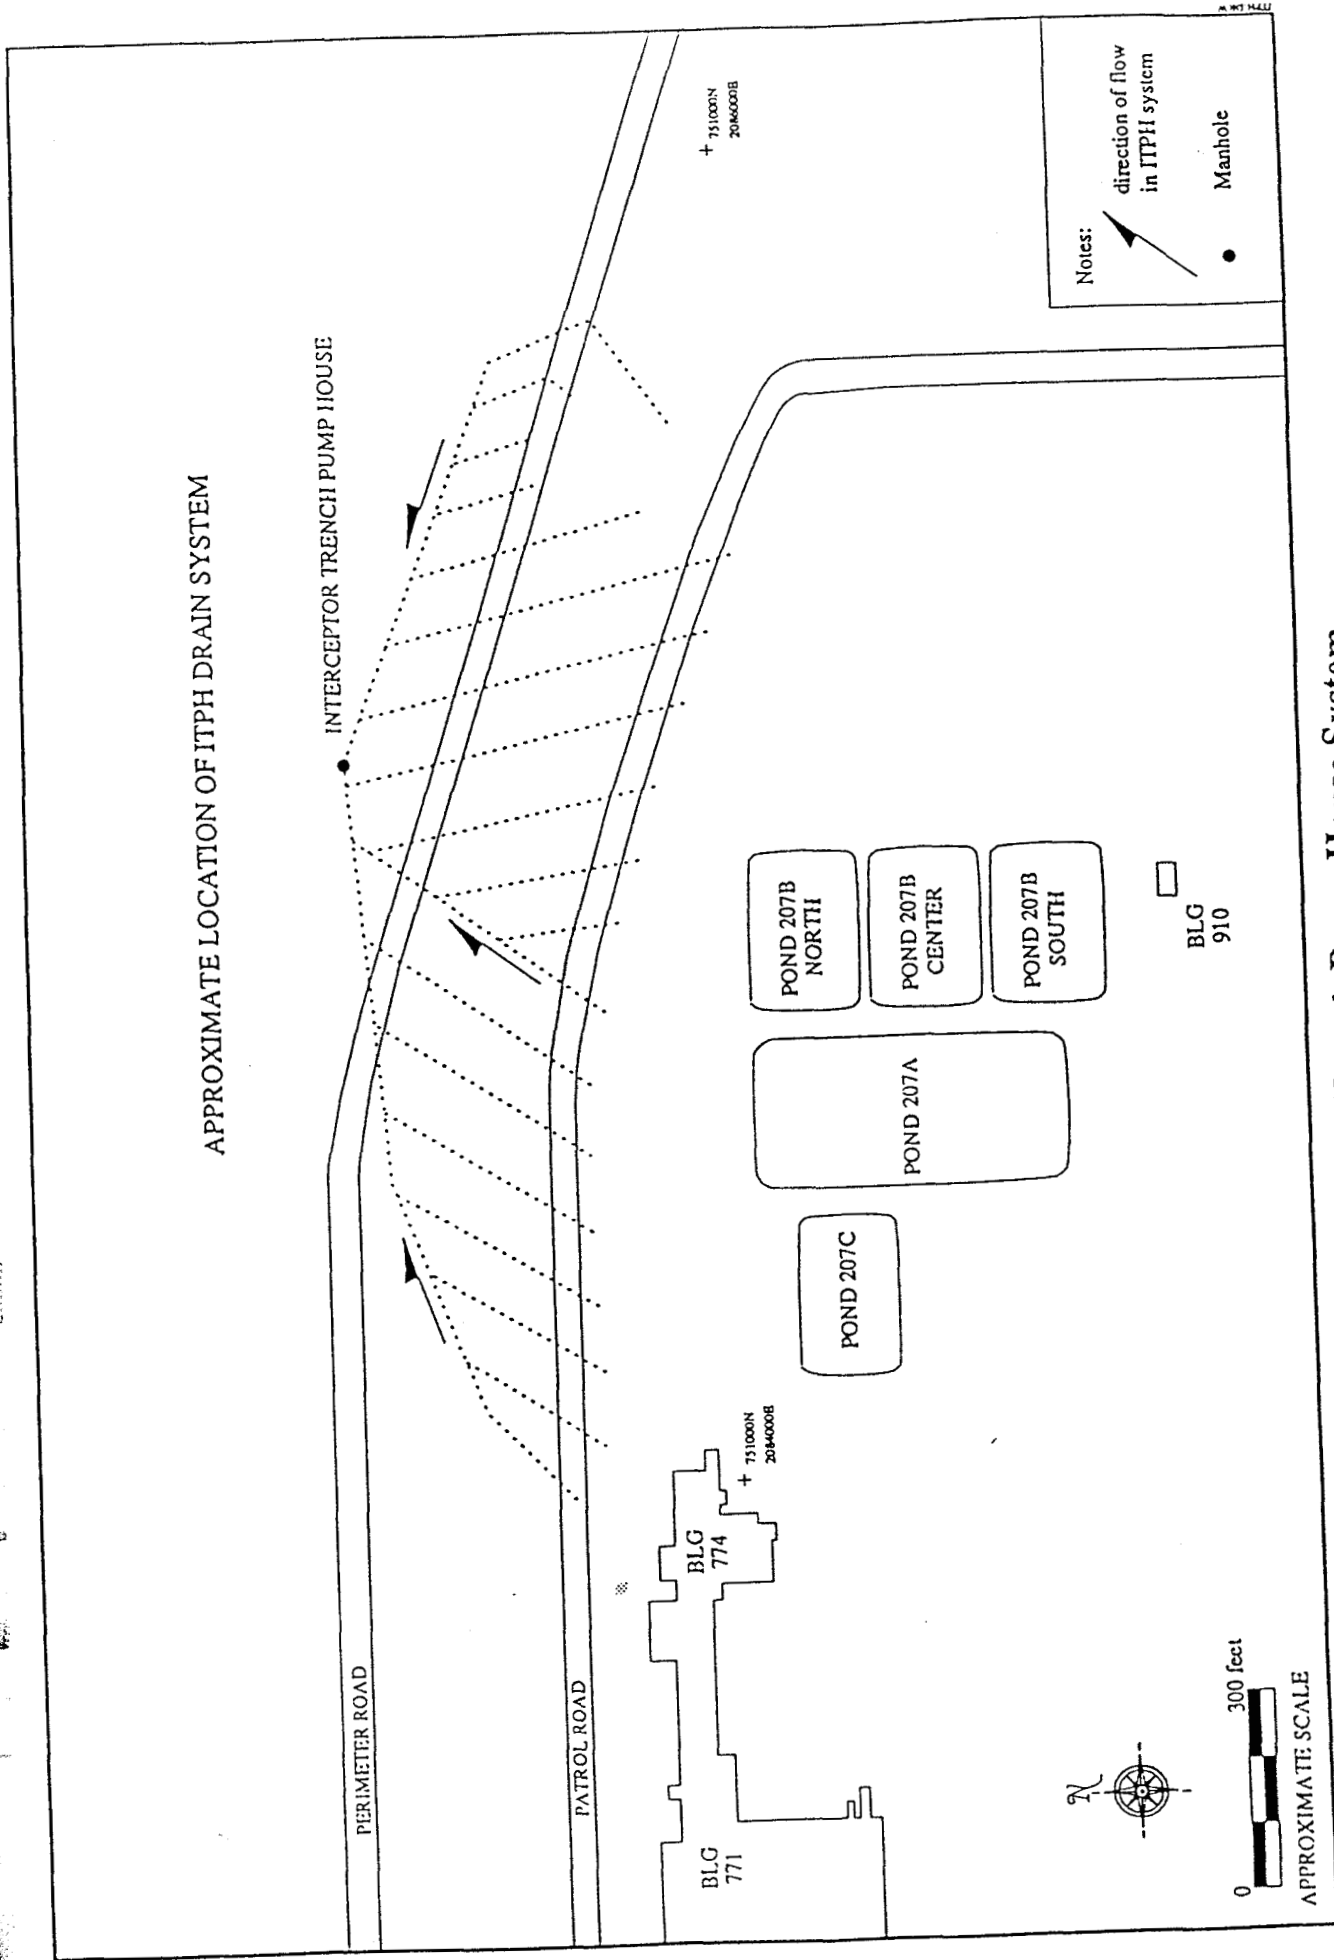 APPROXIMATE LOCATION OF ITPH DRAIN SYSTEM
INTERCEPTOR TRENCH PUMP HOUSE
PERIMETER ROAD
PATROL ROAD
+ 751000N
2086000E
+ 751000N
2084000E
BLG
771
BLG
774
POND 207C
POND 207A
POND 207B
NORTH
POND 207B
CENTER
POND 207B
SOUTH
BLG
910
N
0
300 feet
APPROXIMATE SCALE
Notes:
direction of flow
in ITPH system
Manhole
System